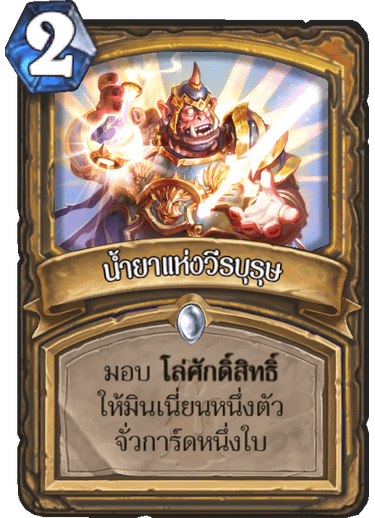 2
น้ำยาแห่งวีรบุรุษ
มอบ โล่ศักดิ์สิทธิ์
ให้มินเนี่ยนหนึ่งตัว
จั่วการ์ดหนึ่งใบ